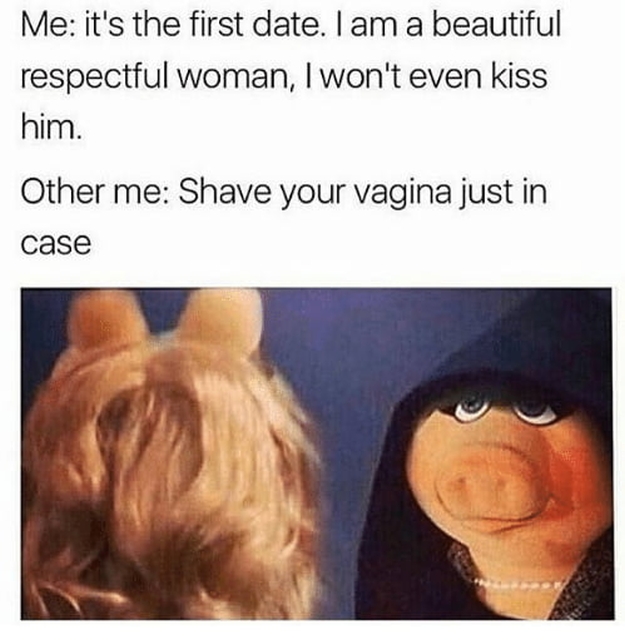 Me: it's the first date. I am a beautiful
respectful woman, I won't even kiss
him.
Other me: Shave your vagina just in
case